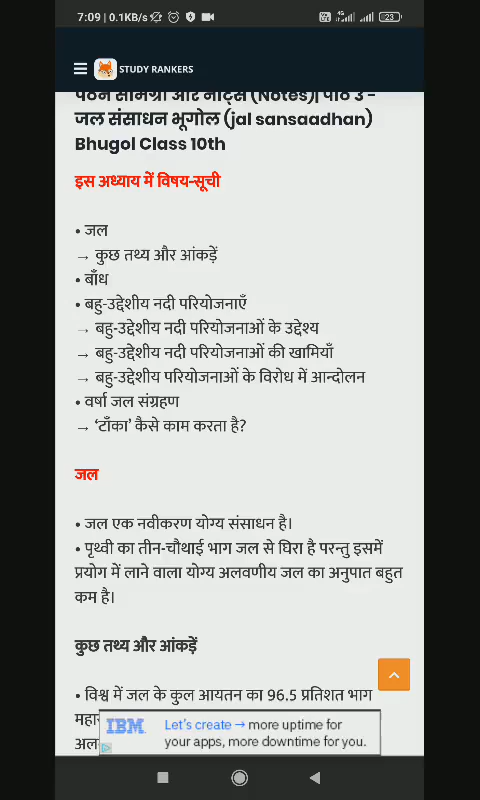 7:09 | 0.1KB/s
4G
23
STUDY RANKERS
पठन सामग्री और नोट्स (Notes)| पाठ 3 -
जल संसाधन भूगोल (jal sansaadhan)
Bhugol Class 10th
इस अध्याय में विषय-सूची
• जल
→ कुछ तथ्य और आंकड़ें
• बाँध
• बहु-उद्देशीय नदी परियोजनाएँ
→ बहु-उद्देशीय नदी परियोजनाओं के उद्देश्य
→ बहु-उद्देशीय नदी परियोजनाओं की खामियाँ
→ बहु-उद्देशीय परियोजनाओं के विरोध में आन्दोलन
• वर्षा जल संग्रहण
→ ‘टाँका’ कैसे काम करता है?
जल
• जल एक नवीकरण योग्य संसाधन है।
• पृथ्वी का तीन-चौथाई भाग जल से घिरा है परन्तु इसमें
प्रयोग में लाने वाला योग्य अलवणीय जल का अनुपात बहुत
कम है।
कुछ तथ्य और आंकड़ें
• विश्व में जल के कुल आयतन का 96.5 प्रतिशत भाग
IBM
Let's create → more uptime for
your apps, more downtime for you.